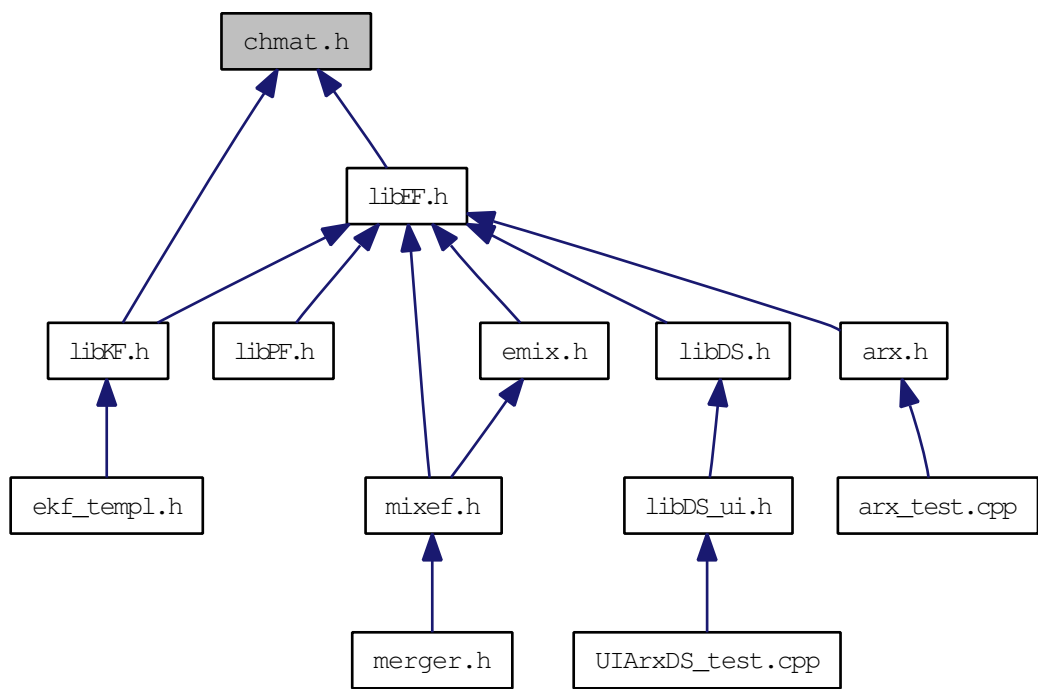 chmat.h
libEF.h
libKF.h
libPF.h
emix.h
libDS.h
arx.h
ekf_templ.h
mixef.h
libDS_ui.h
arx_test.cpp
merger.h
UIArxDS_test.cpp